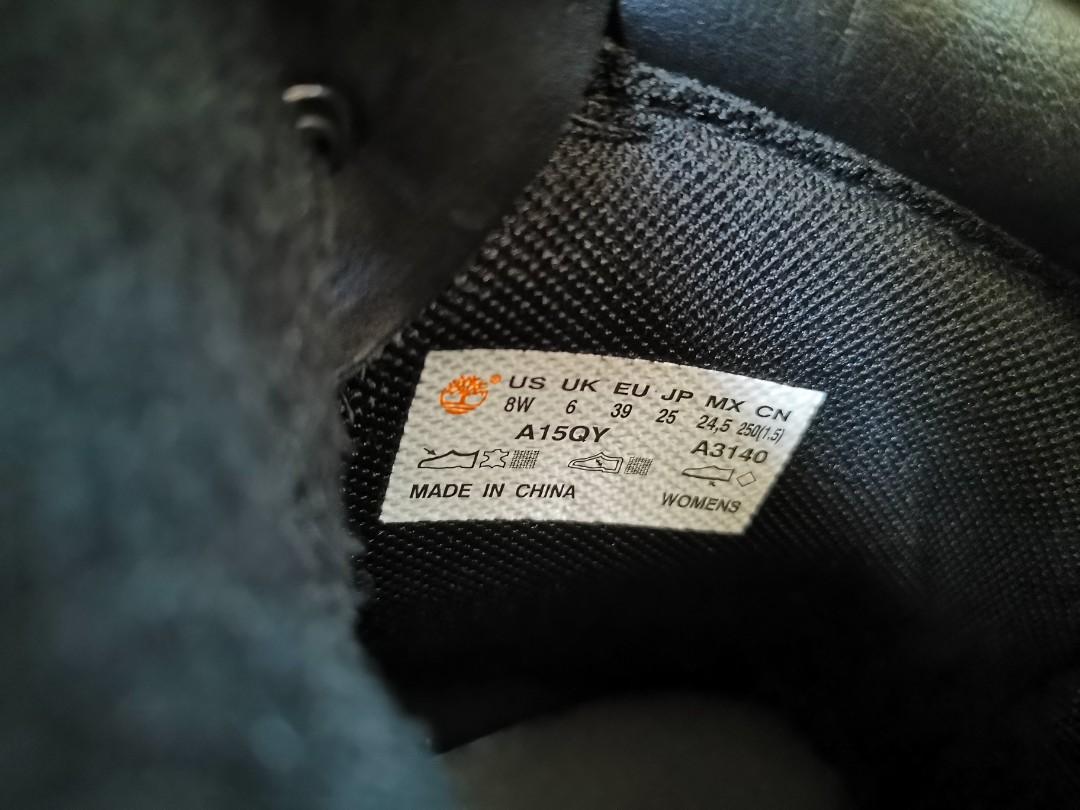 US UK EU JP MX CN
8W 6 39 25 24,5 250(1.5)
A15QY A3140
MADE IN CHINA WOMENS